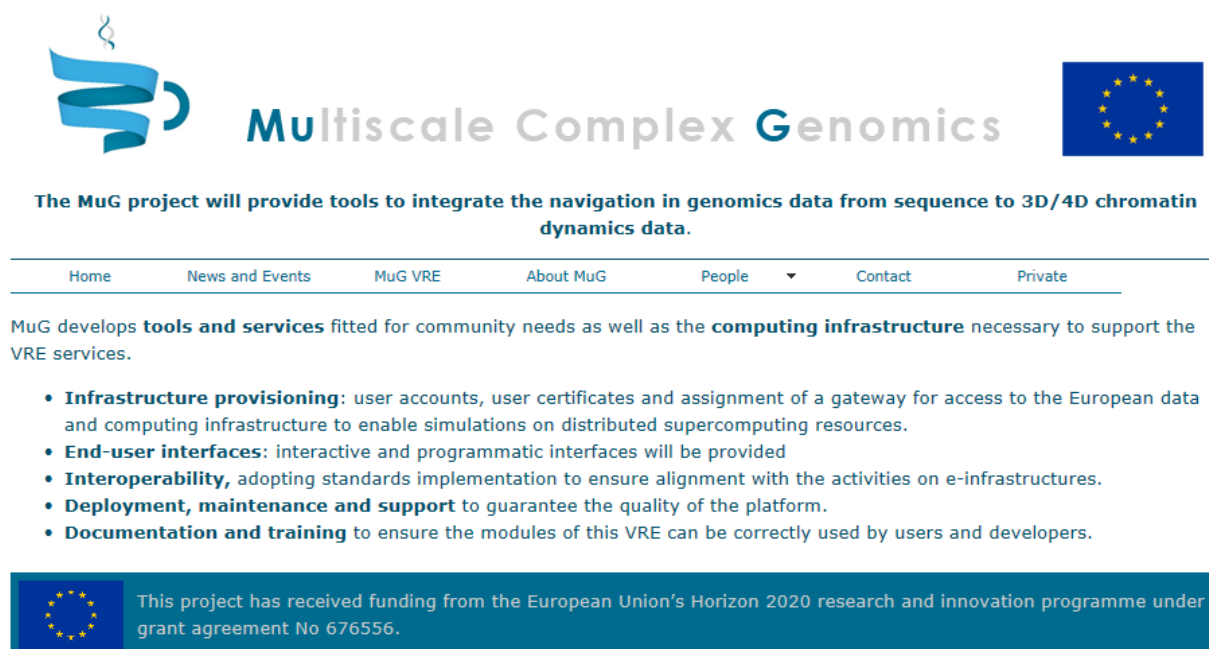 Multiscale Complex Genomics
The MuG project will provide tools to integrate the navigation in genomics data from sequence to 3D/4D chromatin
dynamics data.
Home News and Events MuG VRE About MuG People Contact Private
MuG develops tools and services fitted for community needs as well as the computing infrastructure necessary to support the
VRE services.
• Infrastructure provisioning: user accounts, user certificates and assignment of a gateway for access to the European data
and computing infrastructure to enable simulations on distributed supercomputing resources.
• End-user interfaces: interactive and programmatic interfaces will be provided
• Interoperability, adopting standards implementation to ensure alignment with the activities on e-infrastructures.
• Deployment, maintenance and support to guarantee the quality of the platform.
• Documentation and training to ensure the modules of this VRE can be correctly used by users and developers.
This project has received funding from the European Union’s Horizon 2020 research and innovation programme under
grant agreement No 676556.